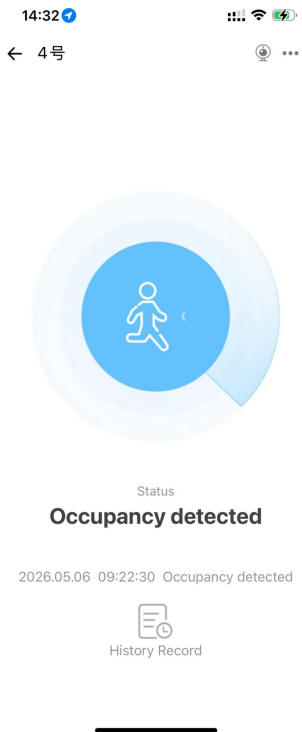 14:32
4号
Status
Occupancy detected
2026.05.06 09:22:30 Occupancy detected
History Record